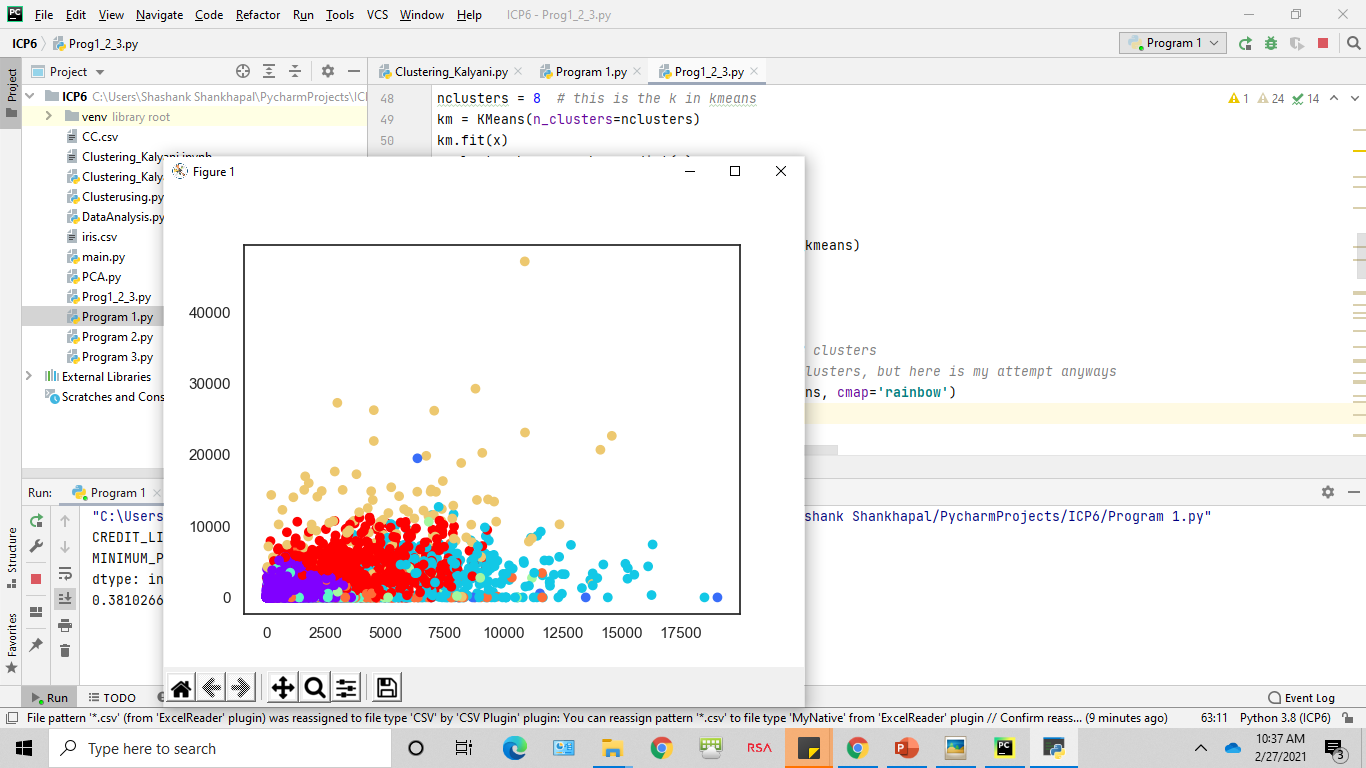 PC File Edit View Navigate Code Refactor Run Tools VCS Window Help ICP6 - Prog1_2_3.py
ICP6 Prog1_2_3.py Program 1
Project
Structure
Favorites
Project
ICP6 C:\Users\Shashank Shankhapal\PycharmProjects\ICI
venv library root
CC.csv
Clustering_Kalyani.ipynb
Clustering_Kalya
Clusterusing.py
DataAnalysis.py
iris.csv
main.py
PCA.py
Prog1_2_3.py
Program 1.py
Program 2.py
Program 3.py
External Libraries
Scratches and Cons
Clustering_Kalyani.py Program 1.py Prog1_2_3.py
1 24 14
48 nclusters = 8 # this is the k in kmeans
49 km = KMeans(n_clusters=nclusters)
50 km.fit(x)
kmeans)
clusters
lusters, but here is my attempt anyways
ns, cmap='rainbow')
Figure 1
40000
30000
20000
10000
0
0 2500 5000 7500 10000 12500 15000 17500
Run: Program 1
"C:\Users
shank Shankhapal/PycharmProjects/ICP6/Program 1.py"
CREDIT_LI
MINIMUM_P
dtype: in
0.3810266
Run TODO Event Log
File pattern '*.csv' (from 'ExcelReader' plugin) was reassigned to file type 'CSV' by 'CSV Plugin' plugin: You can reassign pattern '*.csv' to file type 'MyNative' from 'ExcelReader' plugin // Confirm reass... (9 minutes ago) 63:11 Python 3.8 (ICP6)
Type here to search RSA PC 10:37 AM
2/27/2021
3